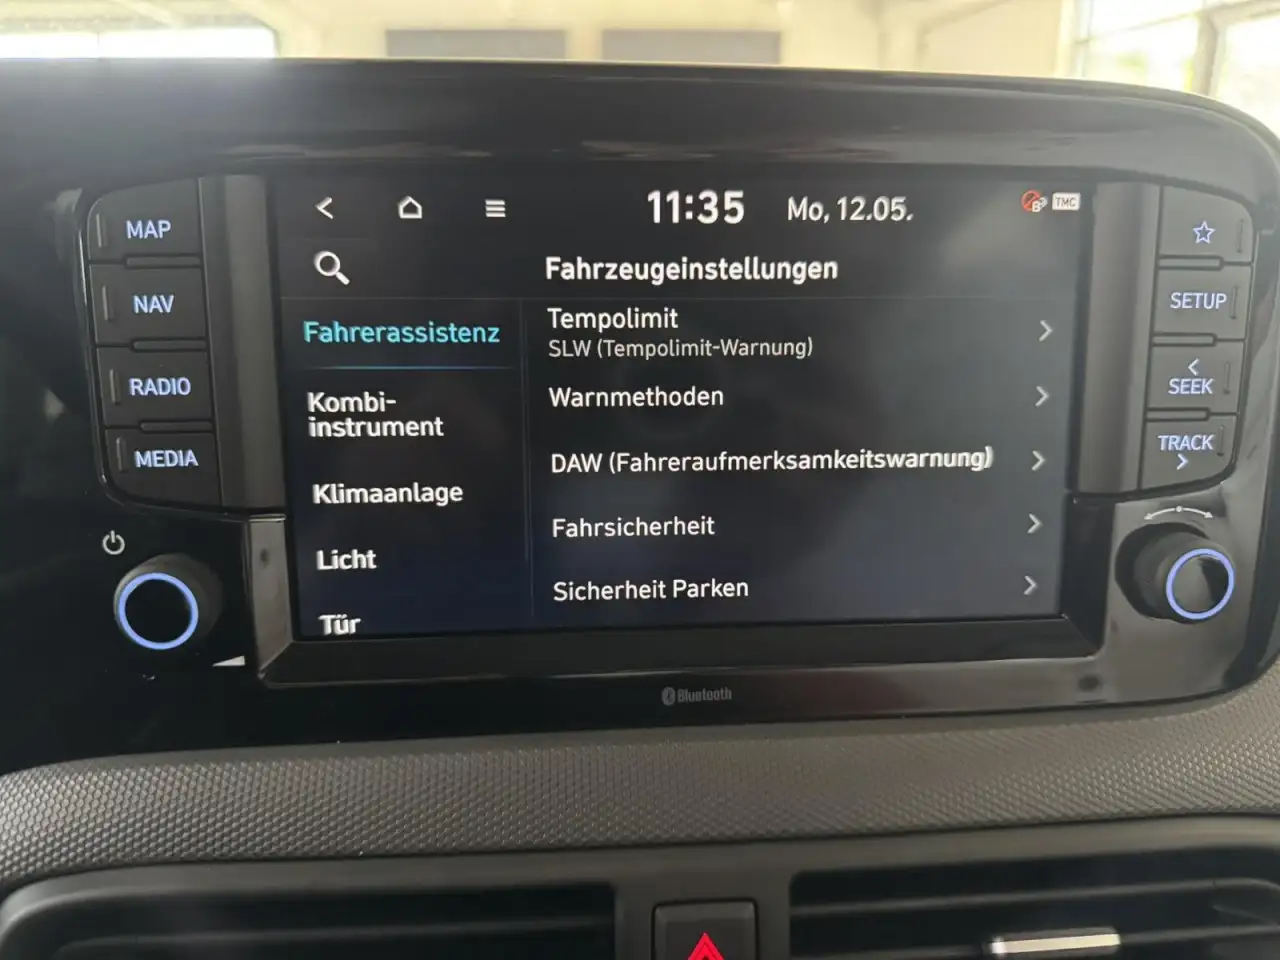 11:35 Mo, 12.05. TMC
Fahrzeugeinstellungen
Fahrerassistenz
Kombi-
instrument
Klimaanlage
Licht
Tür
Tempolimit
SLW (Tempolimit-Warnung)
Warnmethoden
DAW (Fahreraufmerksamkeitswarnung)
Fahrsicherheit
Sicherheit Parken
MAP
NAV
RADIO
MEDIA
SETUP
SEEK
TRACK
Bluetooth